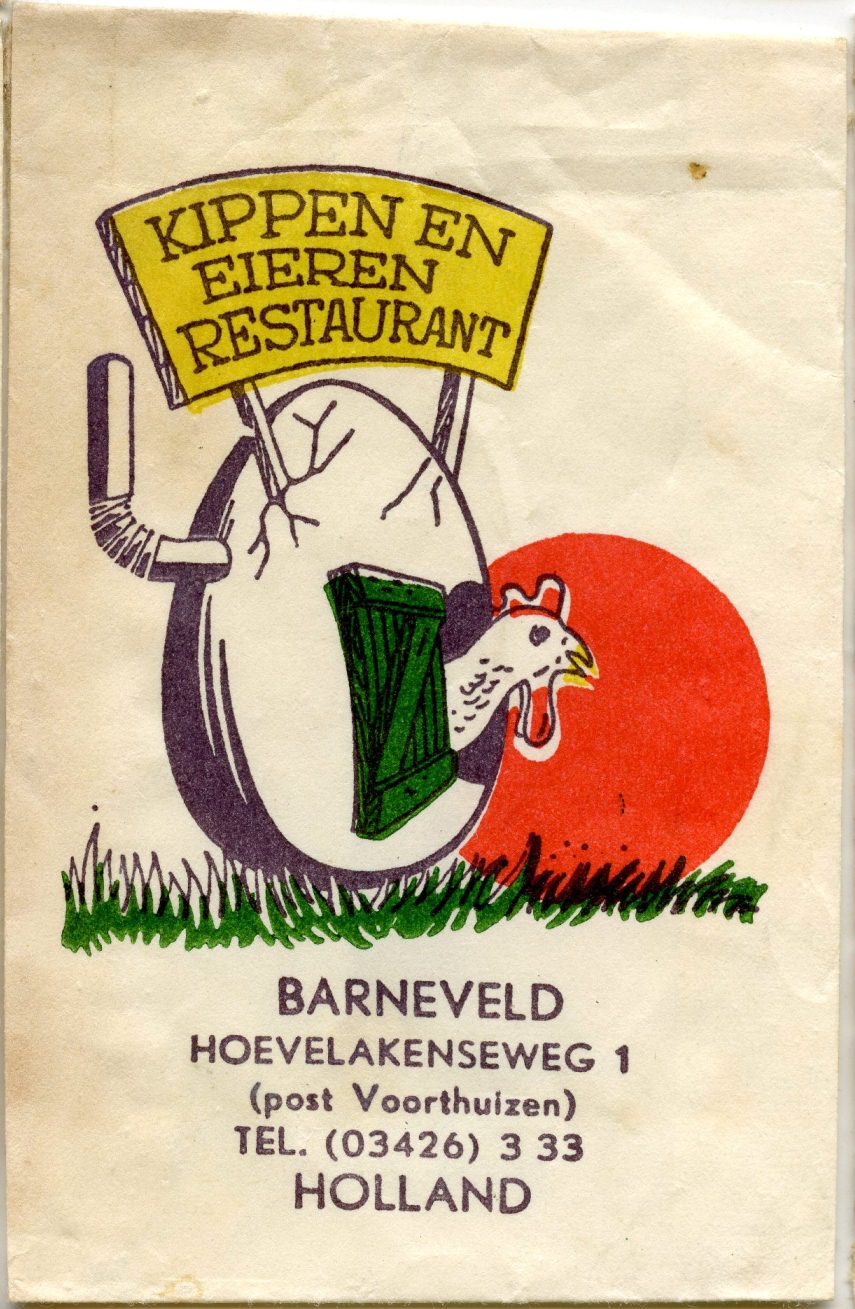 KIPPEN EN
EIEREN
RESTAURANT
BARNEVELD
HOEVELAKENSEWEG 1
(post Voorthuizen)
TEL. (03426) 3 33
HOLLAND